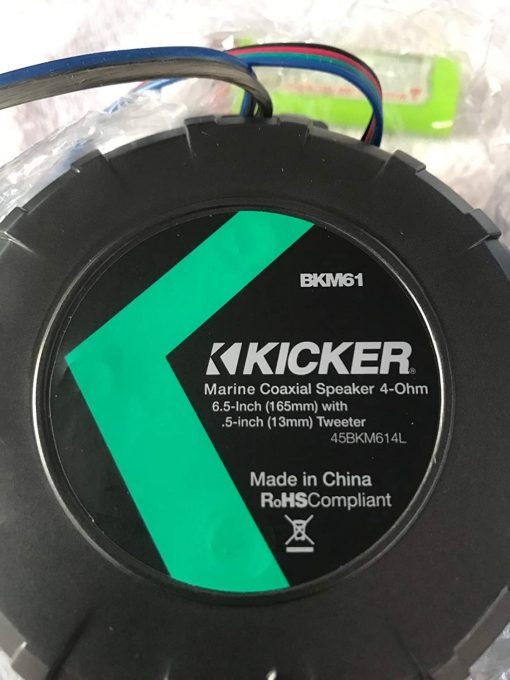 BKM61
KICKER®
Marine Coaxial Speaker 4-Ohm
6.5-Inch (165mm) with
.5-inch (13mm) Tweeter
45BKM614L
Made in China
RoHSCompliant